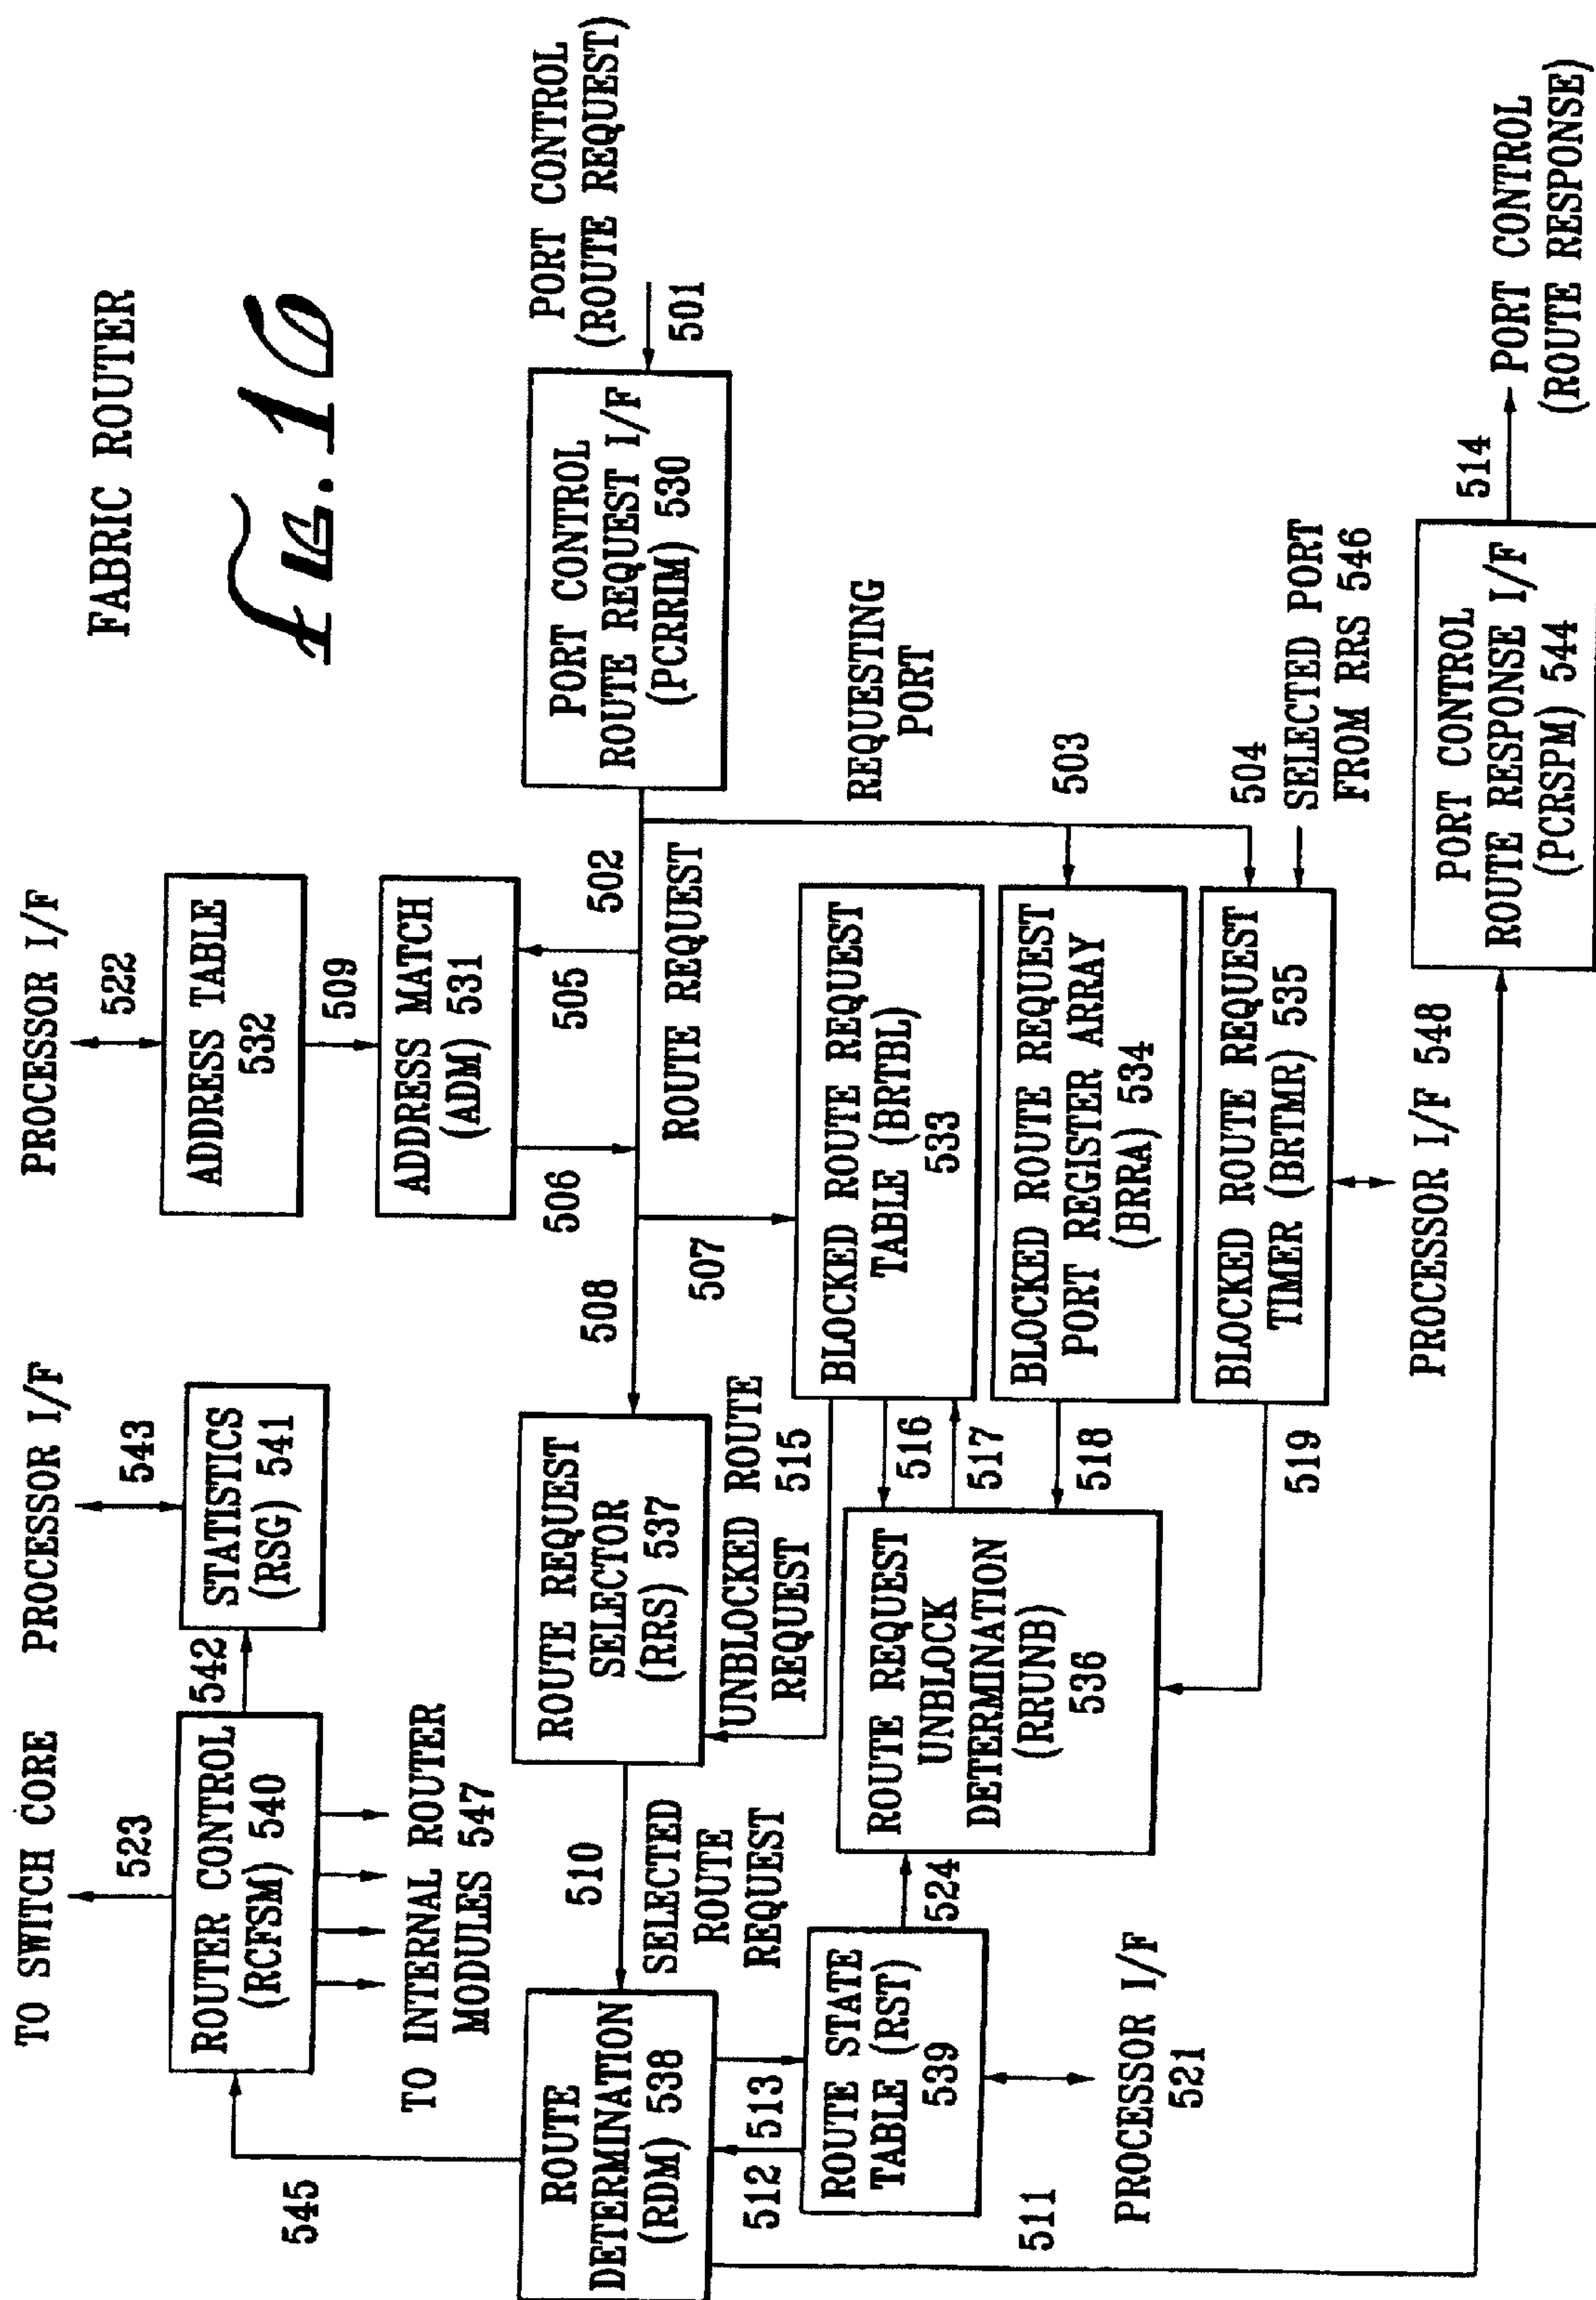 FABRIC ROUTER
FIG. 16
TO SWITCH CORE
523
ROUTER CONTROL
(RCFSM) 540
TO INTERNAL ROUTER
MODULES 547
545
542
PROCESSOR I/F
543
STATISTICS
(RSG) 541
PROCESSOR I/F
522
ADDRESS TABLE
532
509
ADDRESS MATCH
(ADM) 531
506
505
502
ROUTE REQUEST
508
507
PORT CONTROL
(ROUTE REQUEST)
501
PORT CONTROL
ROUTE REQUEST I/F
(PCRRIM) 530
REQUESTING
PORT
503
504
SELECTED PORT
FROM RRS 546
ROUTE
DETERMINATION
(RDM) 538
510
SELECTED
ROUTE
REQUEST
ROUTE REQUEST
SELECTOR
(RRS) 537
UNBLOCKED ROUTE
REQUEST
515
512
513
ROUTE STATE
TABLE (RST)
539
524
511
PROCESSOR I/F
521
ROUTE REQUEST
UNBLOCK
DETERMINATION
(RRUNB)
536
516
517
518
519
BLOCKED ROUTE REQUEST
TABLE (BRTBL)
533
BLOCKED ROUTE REQUEST
PORT REGISTER ARRAY
(BRRA) 534
BLOCKED ROUTE REQUEST
TIMER (BRTMR) 535
PROCESSOR I/F 548
PORT CONTROL
ROUTE RESPONSE I/F
(PCRSPM) 544
514
PORT CONTROL
(ROUTE RESPONSE)